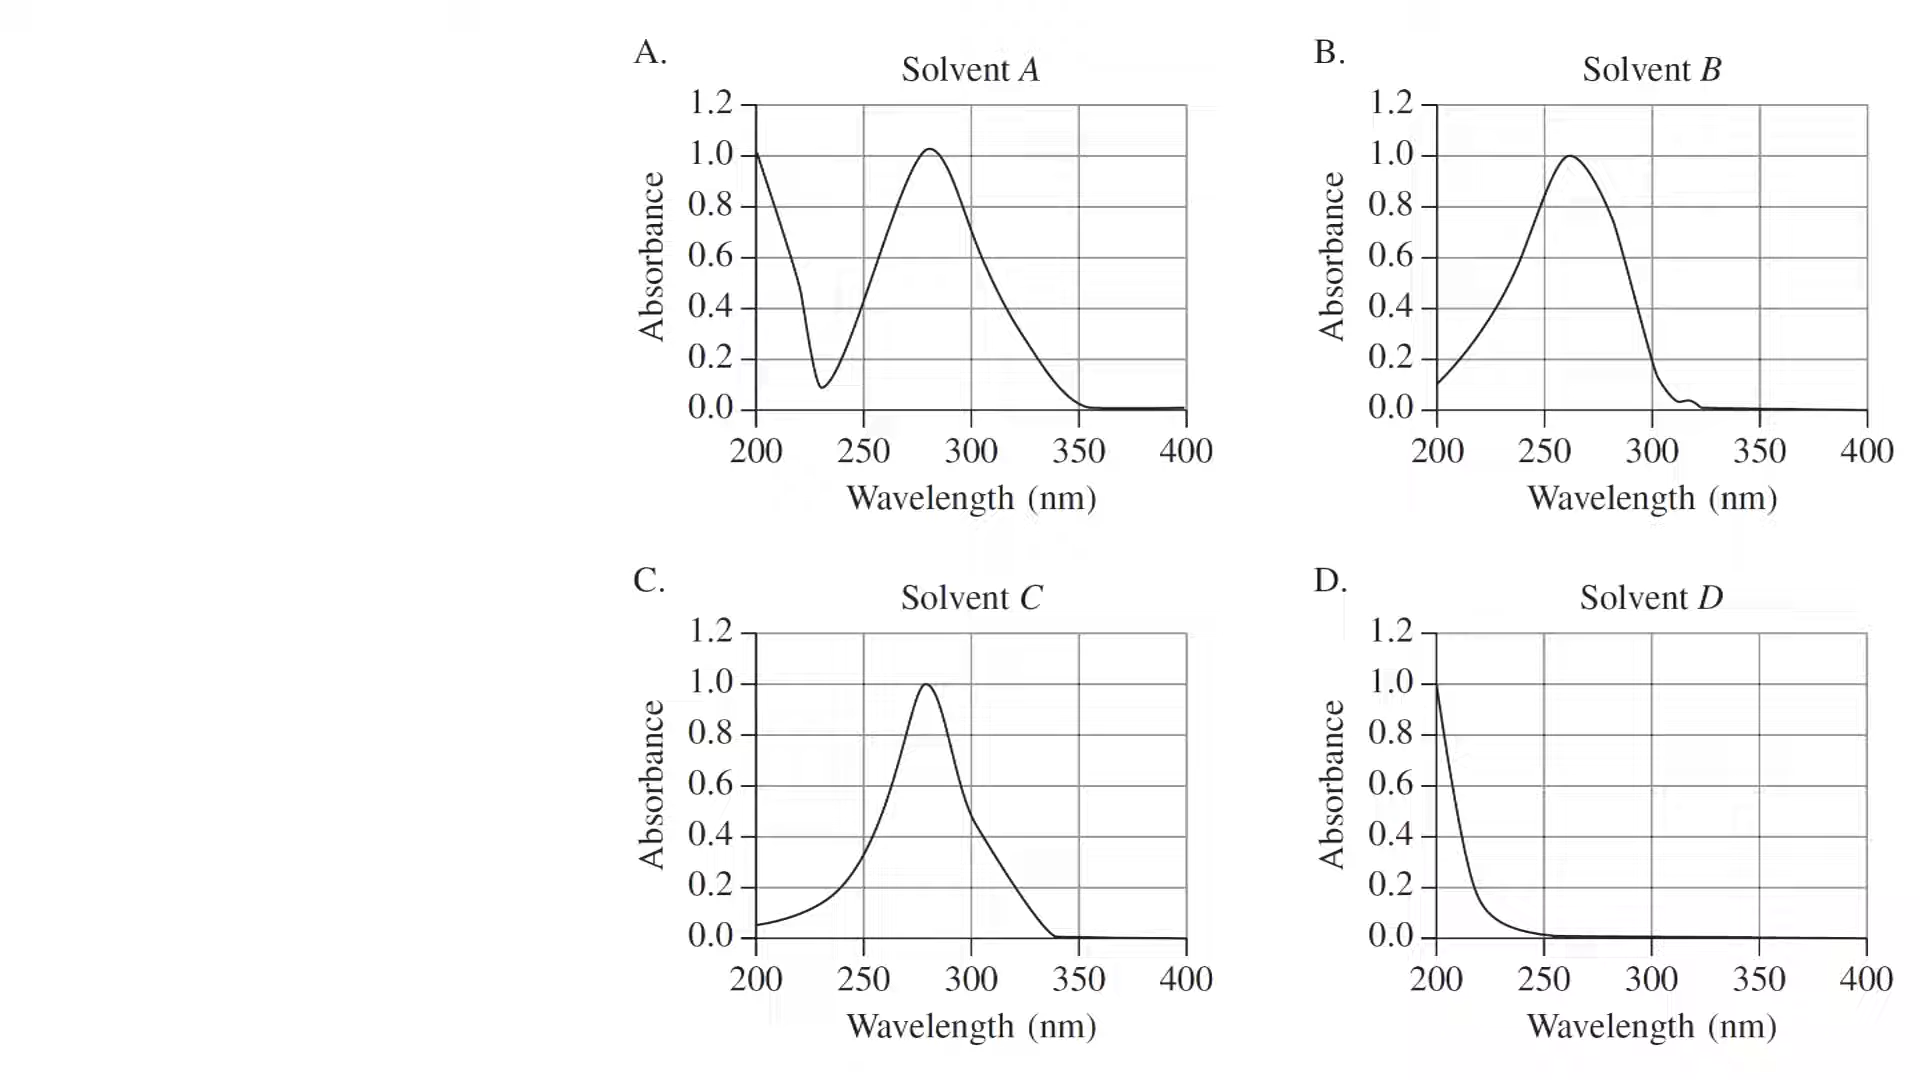 A.
Solvent A
1.2
1.0
0.8
0.6
0.4
0.2
0.0
Absorbance
200 250 300 350 400
Wavelength (nm)
B.
Solvent B
1.2
1.0
0.8
0.6
0.4
0.2
0.0
Absorbance
200 250 300 350 400
Wavelength (nm)
C.
Solvent C
1.2
1.0
0.8
0.6
0.4
0.2
0.0
Absorbance
200 250 300 350 400
Wavelength (nm)
D.
Solvent D
1.2
1.0
0.8
0.6
0.4
0.2
0.0
Absorbance
200 250 300 350 400
Wavelength (nm)